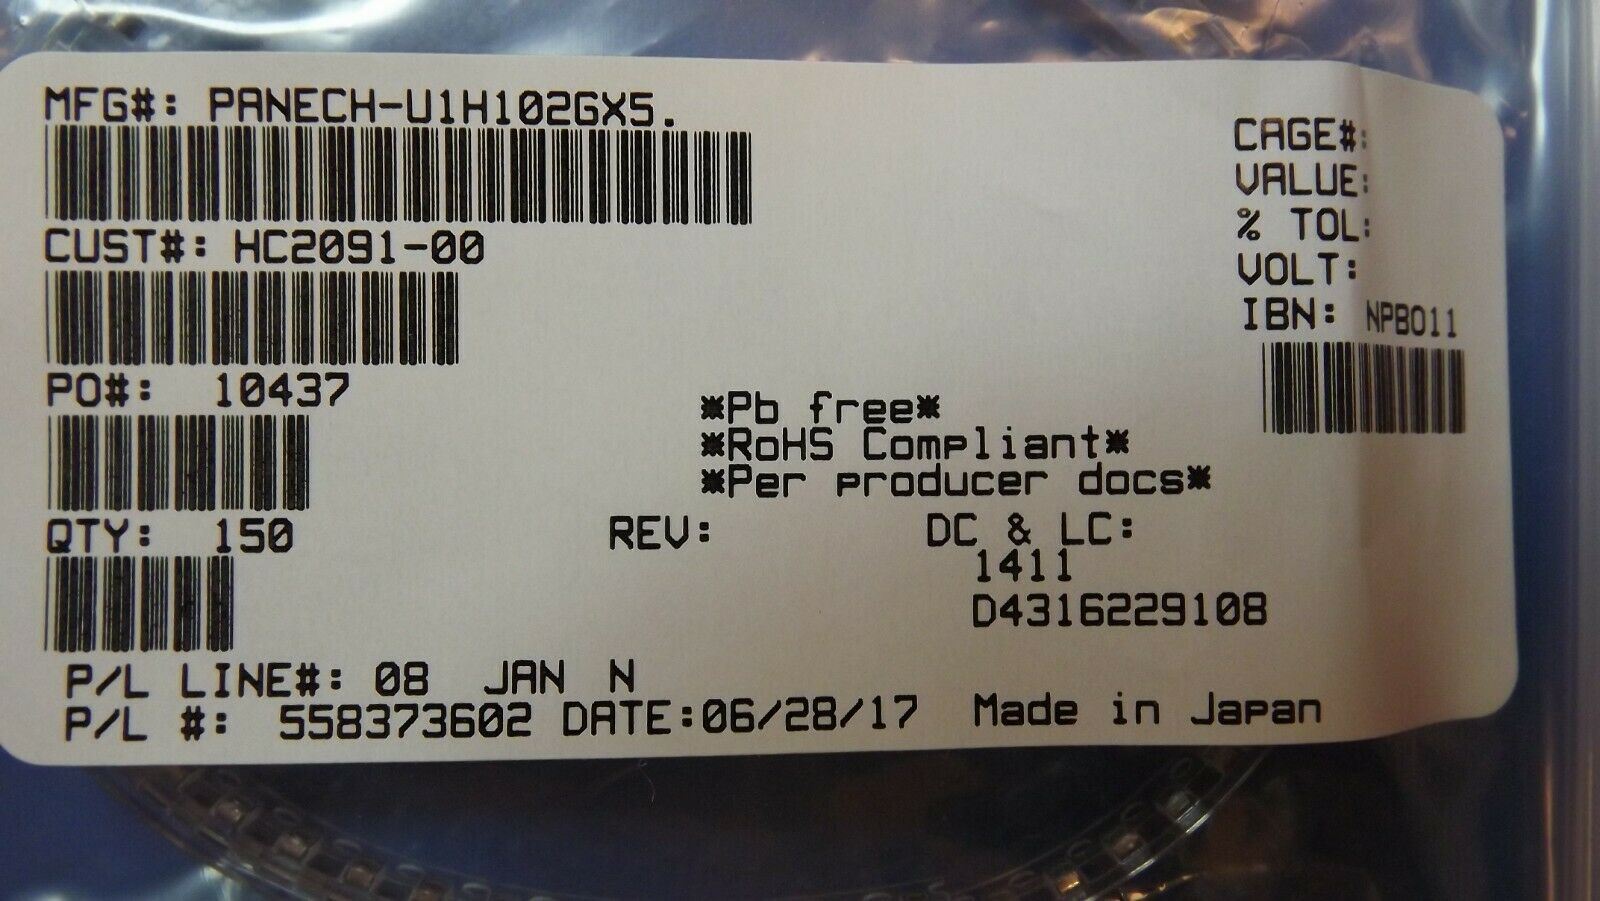 MFG#: PANECH-U1H102GX5.
CUST#: HC2091-00
PO#: 10437
QTY: 150
REV:
*Pb free*
*RoHS Compliant*
*Per producer docs*
DC & LC:
1411
D4316229108
CAGE#:
VALUE:
% TOL:
VOLT:
IBN: NPB011
P/L LINE#: 08 JAN N
P/L #: 558373602 DATE:06/28/17 Made in Japan